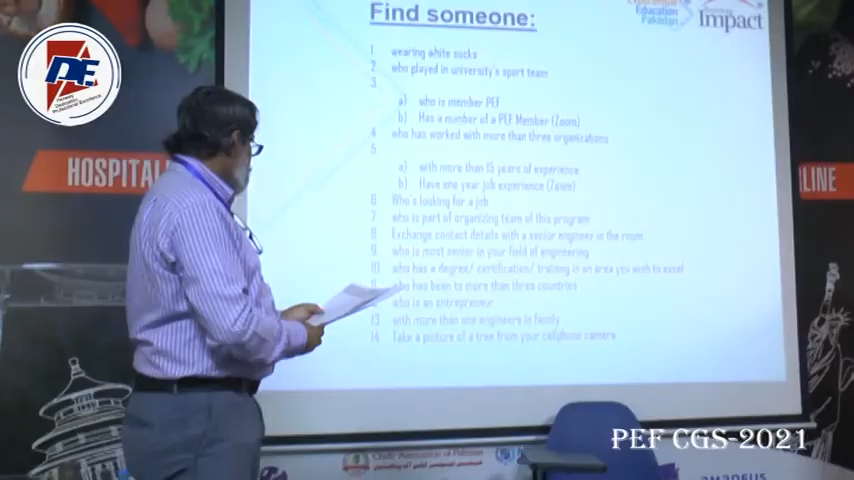 Find someone:
1. wearing white socks
2. who played in university's sport team
3.
a) who is member PEF
b) Has a number of a PEF Member (Zoom)
4. who has worked with more than three organizations
5.
a) with more than 15 years of experience
b) Have one year job experience (Zoom)
6 Who's looking for a job
7 who is part of organizing team of this program
8 Exchange contact details with a senior engineer in the room
9. who is most senior in your field of engineering
10. who has a degree/ certification/ training is an area you wish to excel
who has been to more than three countries
who is an entrepreneur
13 with more than one engineers in family
14 Take a picture of a tree from your cellphone camera
Education
Pakistan
Impact
PEF
HOSPITALI
RLINE
AMADEUS
PEF CGS-2021